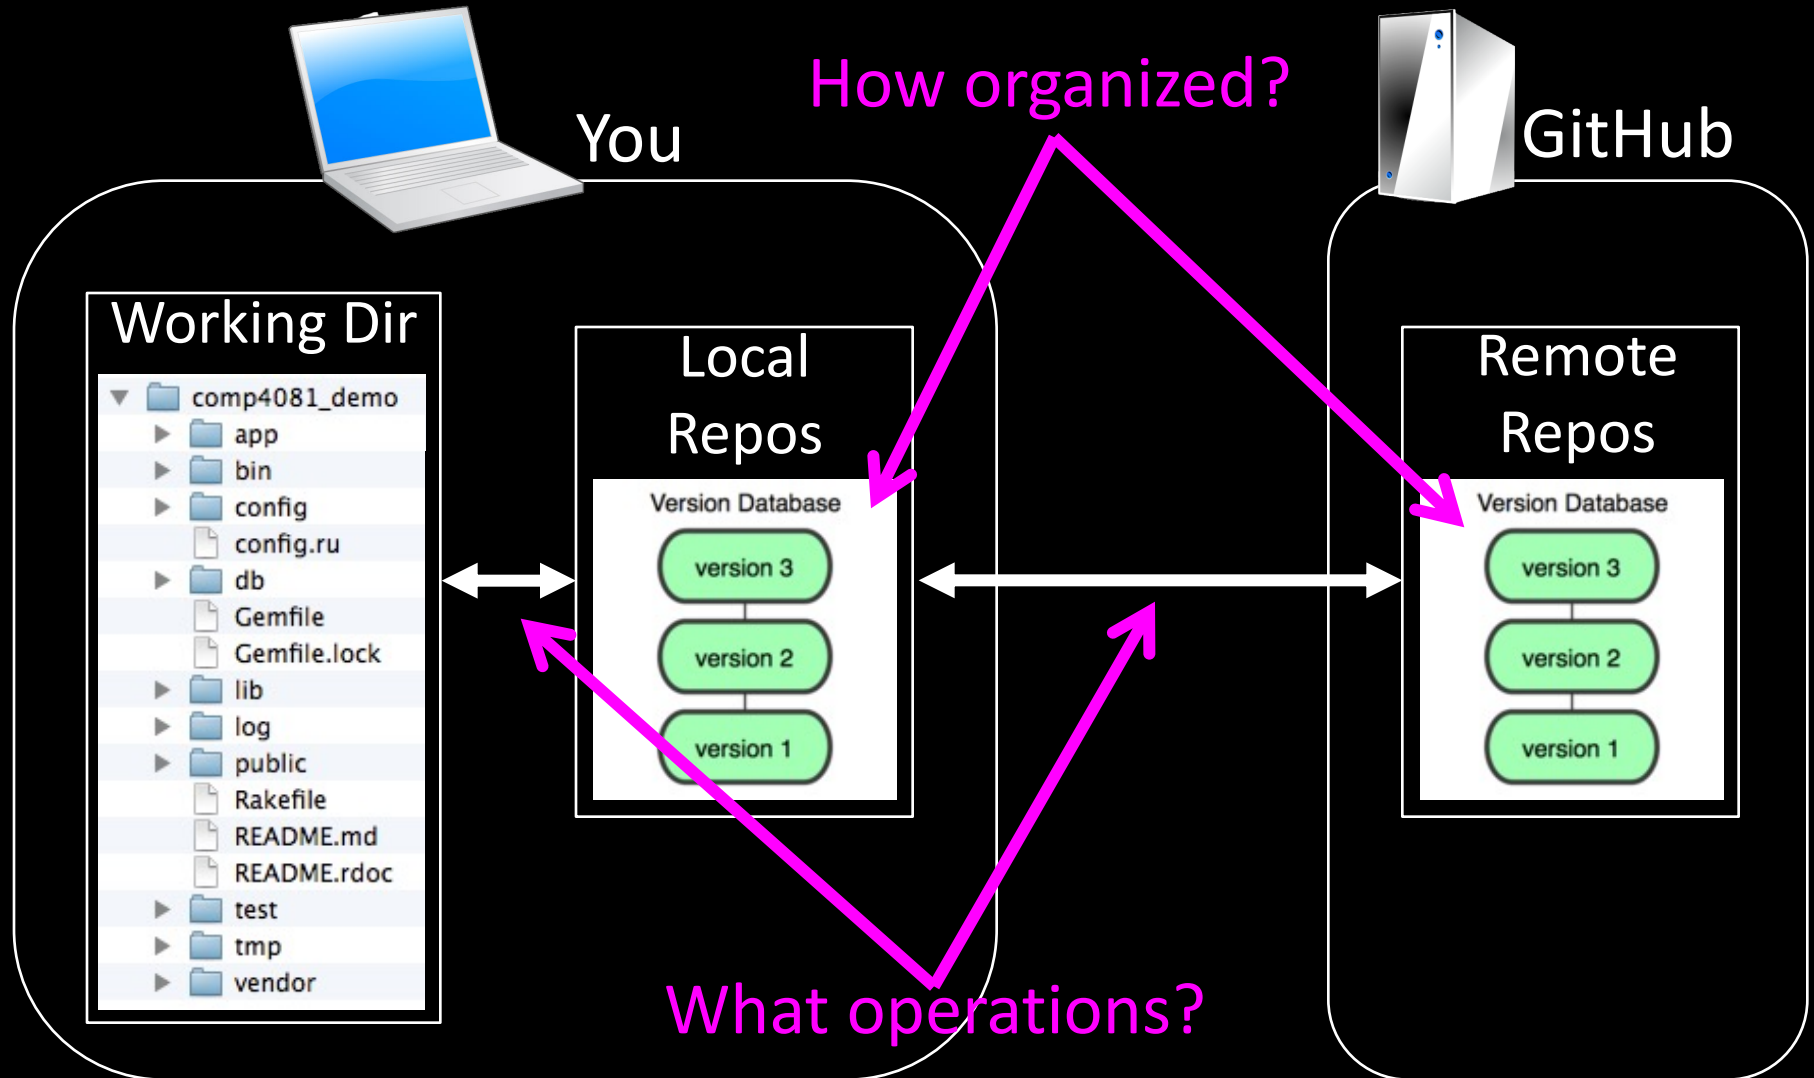 How organized?
You
GitHub
Working Dir
comp4081_demo
app
bin
config
config.ru
db
Gemfile
Gemfile.lock
lib
log
public
Rakefile
README.md
README.rdoc
test
tmp
vendor
Local
Repos
Version Database
version 3
version 2
version 1
Remote
Repos
Version Database
version 3
version 2
version 1
What operations?